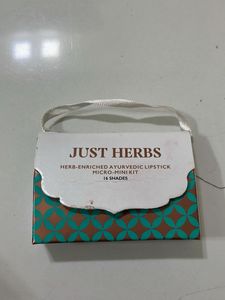 JUST HERBS
HERB-ENRICHED AYURVEDIC LIPSTICK
MICRO-MINI KIT
16 SHADES